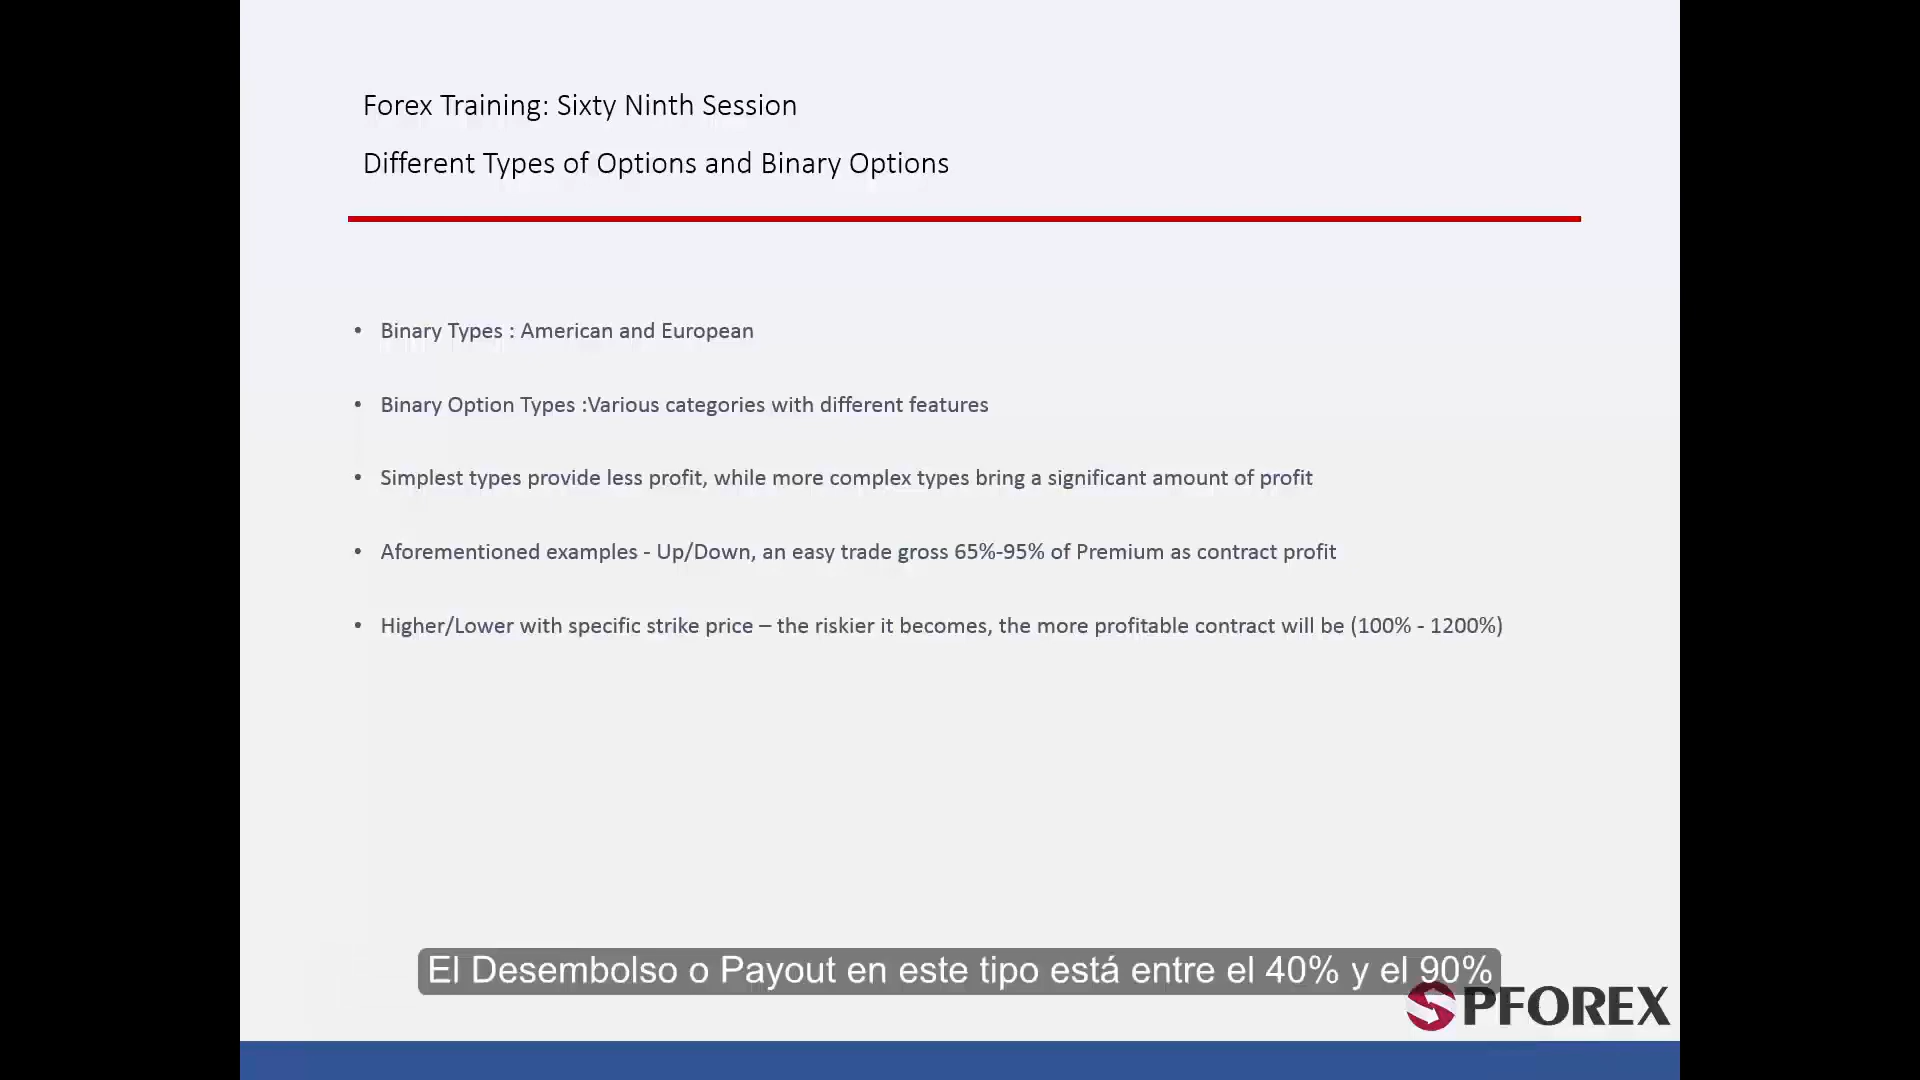 Forex Training: Sixty Ninth Session
Different Types of Options and Binary Options
• Binary Types : American and European
• Binary Option Types :Various categories with different features
• Simplest types provide less profit, while more complex types bring a significant amount of profit
• Aforementioned examples - Up/Down, an easy trade gross 65%-95% of Premium as contract profit
• Higher/Lower with specific strike price – the riskier it becomes, the more profitable contract will be (100% - 1200%)
El Desembolso o Payout en este tipo está entre el 40% y el 90%
PFOREX